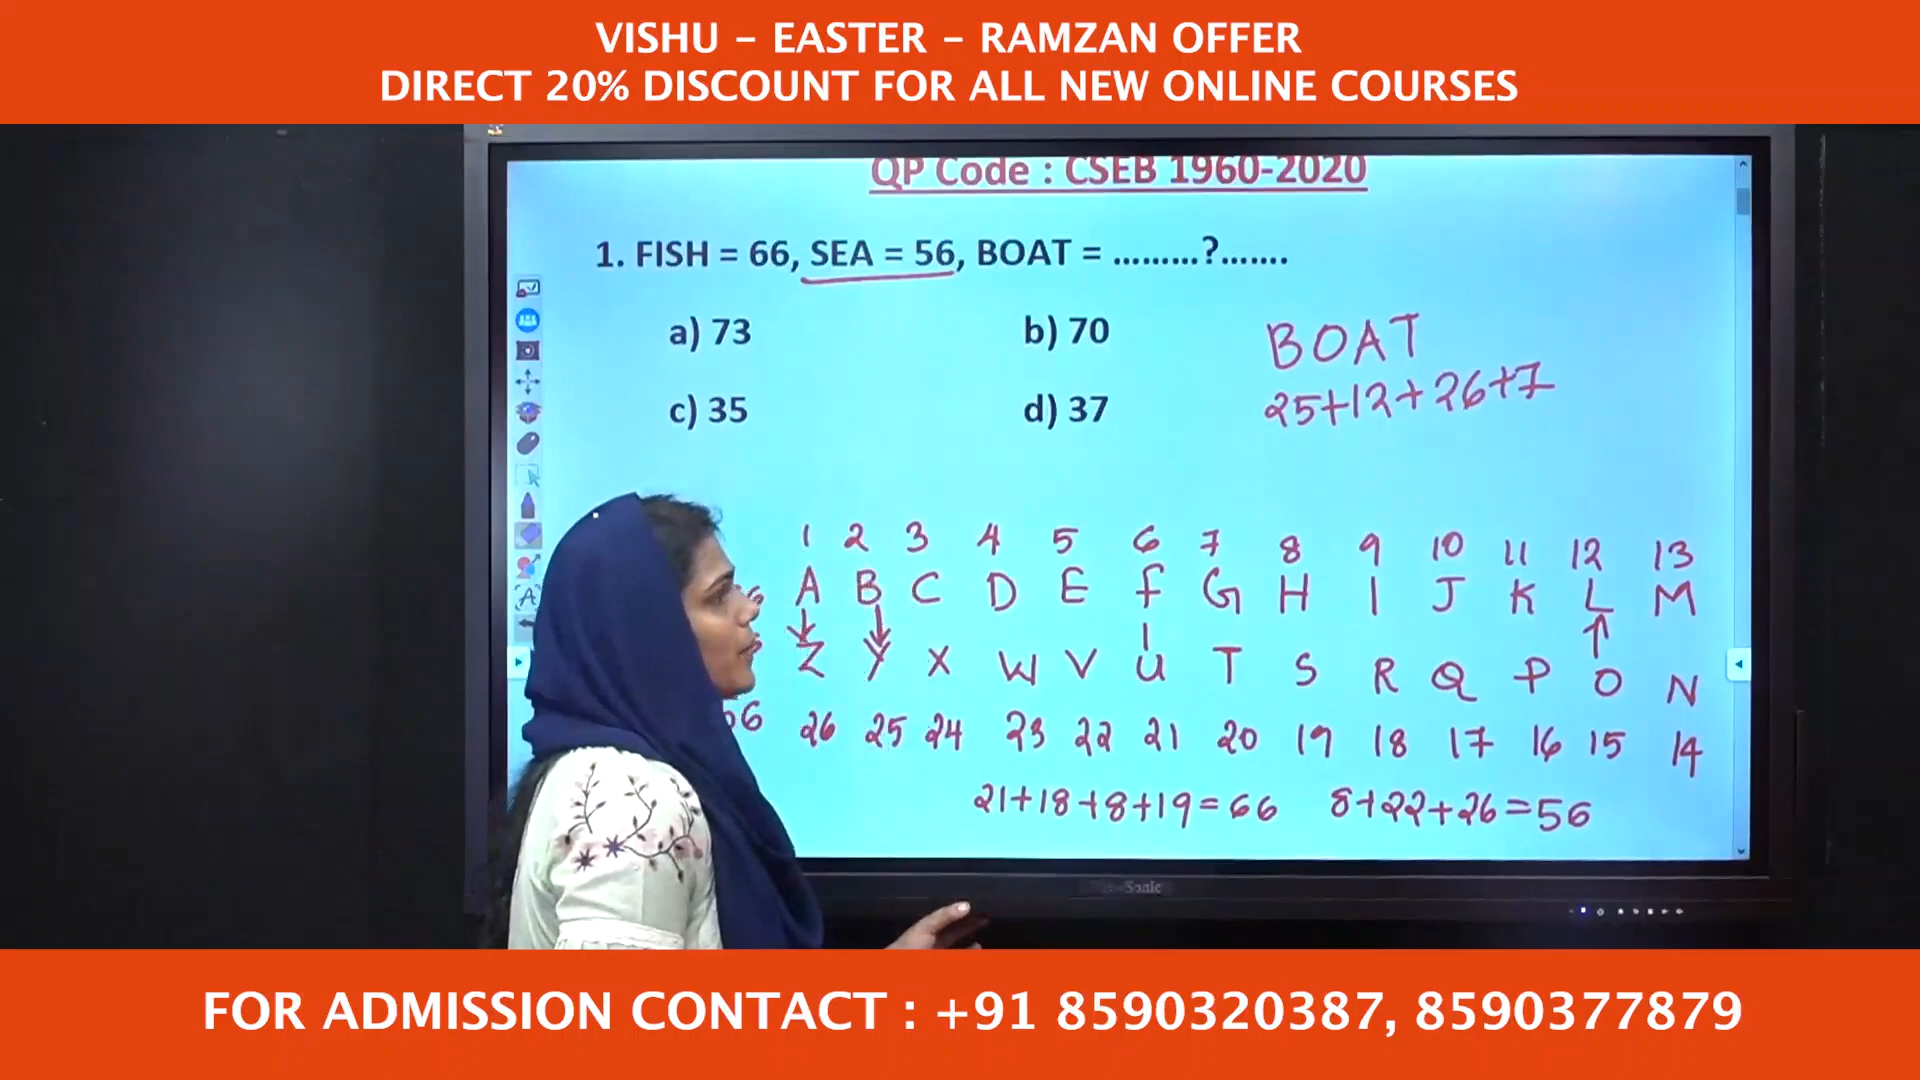 VISHU – EASTER – RAMZAN OFFER
DIRECT 20% DISCOUNT FOR ALL NEW ONLINE COURSES
QP Code : CSEB 1960-2020
1. FISH = 66, SEA = 56, BOAT = .........?.......
a) 73 b) 70
c) 35 d) 37
BOAT
25+12+26+7
1 2 3 4 5 6 7 8 9 10 11 12 13
A B C D E f G H I J K L M
Z Y X W V U T S R Q P O N
26 25 24 23 22 21 20 19 18 17 16 15 14
21+18+8+19=66 8+22+26=56
FOR ADMISSION CONTACT : +91 8590320387, 8590377879